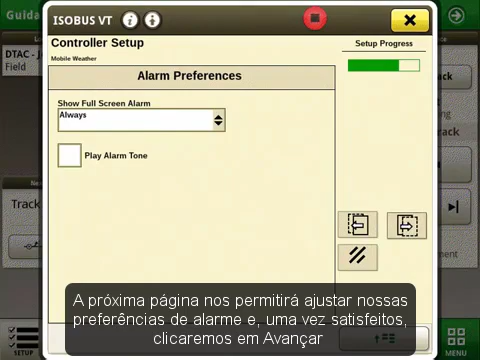 Guida
ISOBUS VT
Controller Setup
Mobile Weather
Setup Progress
Alarm Preferences
DTAC - J
Field
Show Full Screen Alarm
Always
Play Alarm Tone
Track
A próxima página nos permitirá ajustar nossas
preferências de alarme e, uma vez satisfeitos,
clicaremos em Avançar
SETUP
MENU